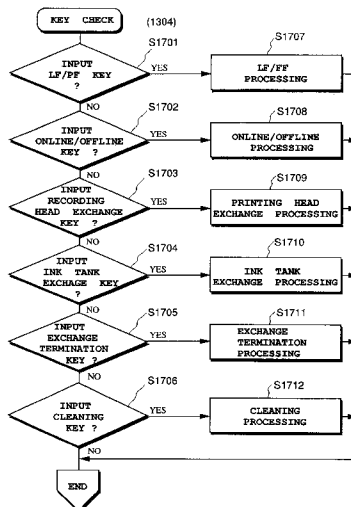 KEY CHECK
(1304)
S1701
INPUT
LF/PF KEY
?
YES
NO
S1707
LF/FF
PROCESSING
S1702
INPUT
ONLINE/OFFLINE
KEY ?
YES
NO
S1708
ONLINE/OFFLINE
PROCESSING
S1703
INPUT
RECORDING
HEAD EXCHANGE
KEY ?
YES
NO
S1709
PRINTING HEAD
EXCHANGE PROCESSING
S1704
INPUT
INK TANK
EXCHAGE KEY
?
YES
NO
S1710
INK TANK
EXCHANGE PROCESSING
S1705
INPUT
EXCHANGE
TERMINATION
KEY ?
YES
NO
S1711
EXCHANGE
TERMINATION
PROCESSING
S1706
INPUT
CLEANING
KEY ?
YES
NO
S1712
CLEANING
PROCESSING
END